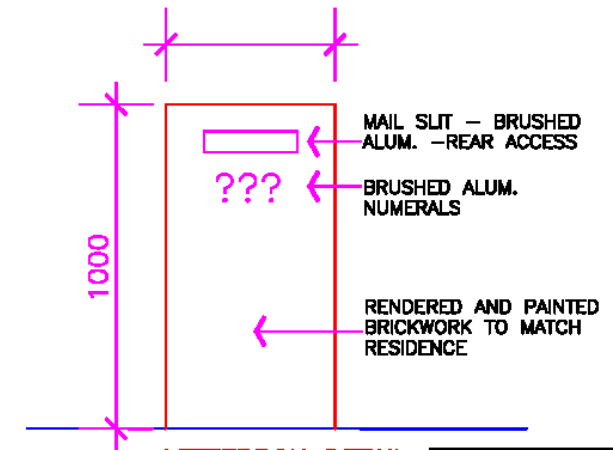 MAIL SLIT – BRUSHED
ALUM. –REAR ACCESS
???
BRUSHED ALUM.
NUMERALS
1000
RENDERED AND PAINTED
BRICKWORK TO MATCH
RESIDENCE